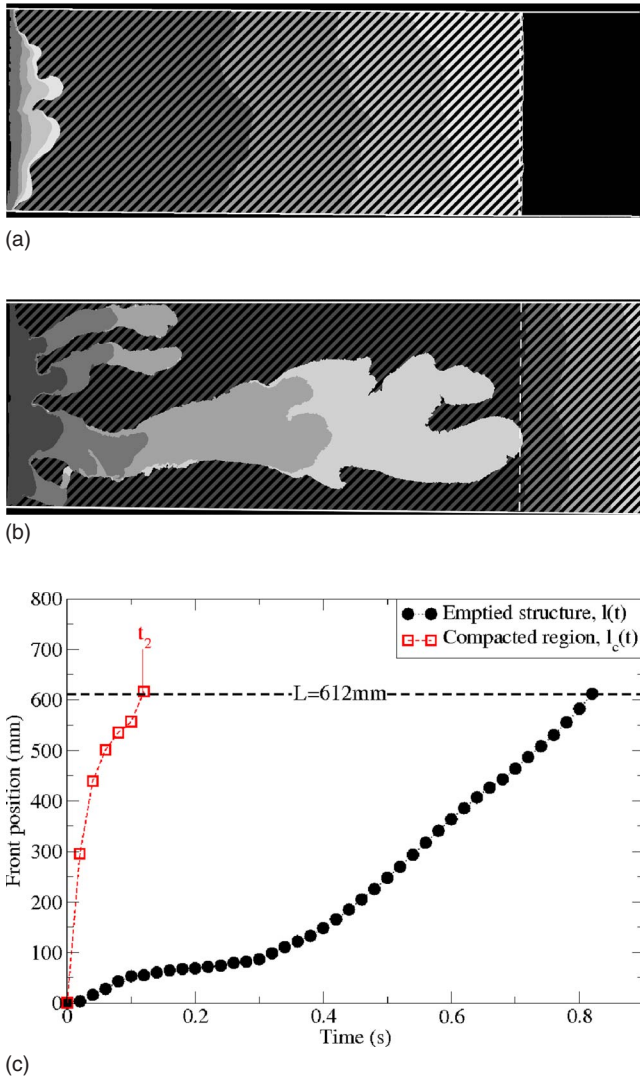 (a)
(b)
800
700
600
500
400
300
200
100
0
Front position (mm)
t_2
Emptied structure, l(t)
Compacted region, l_c(t)
L=612mm
0
0.2
0.4
0.6
0.8
Time (s)
(c)